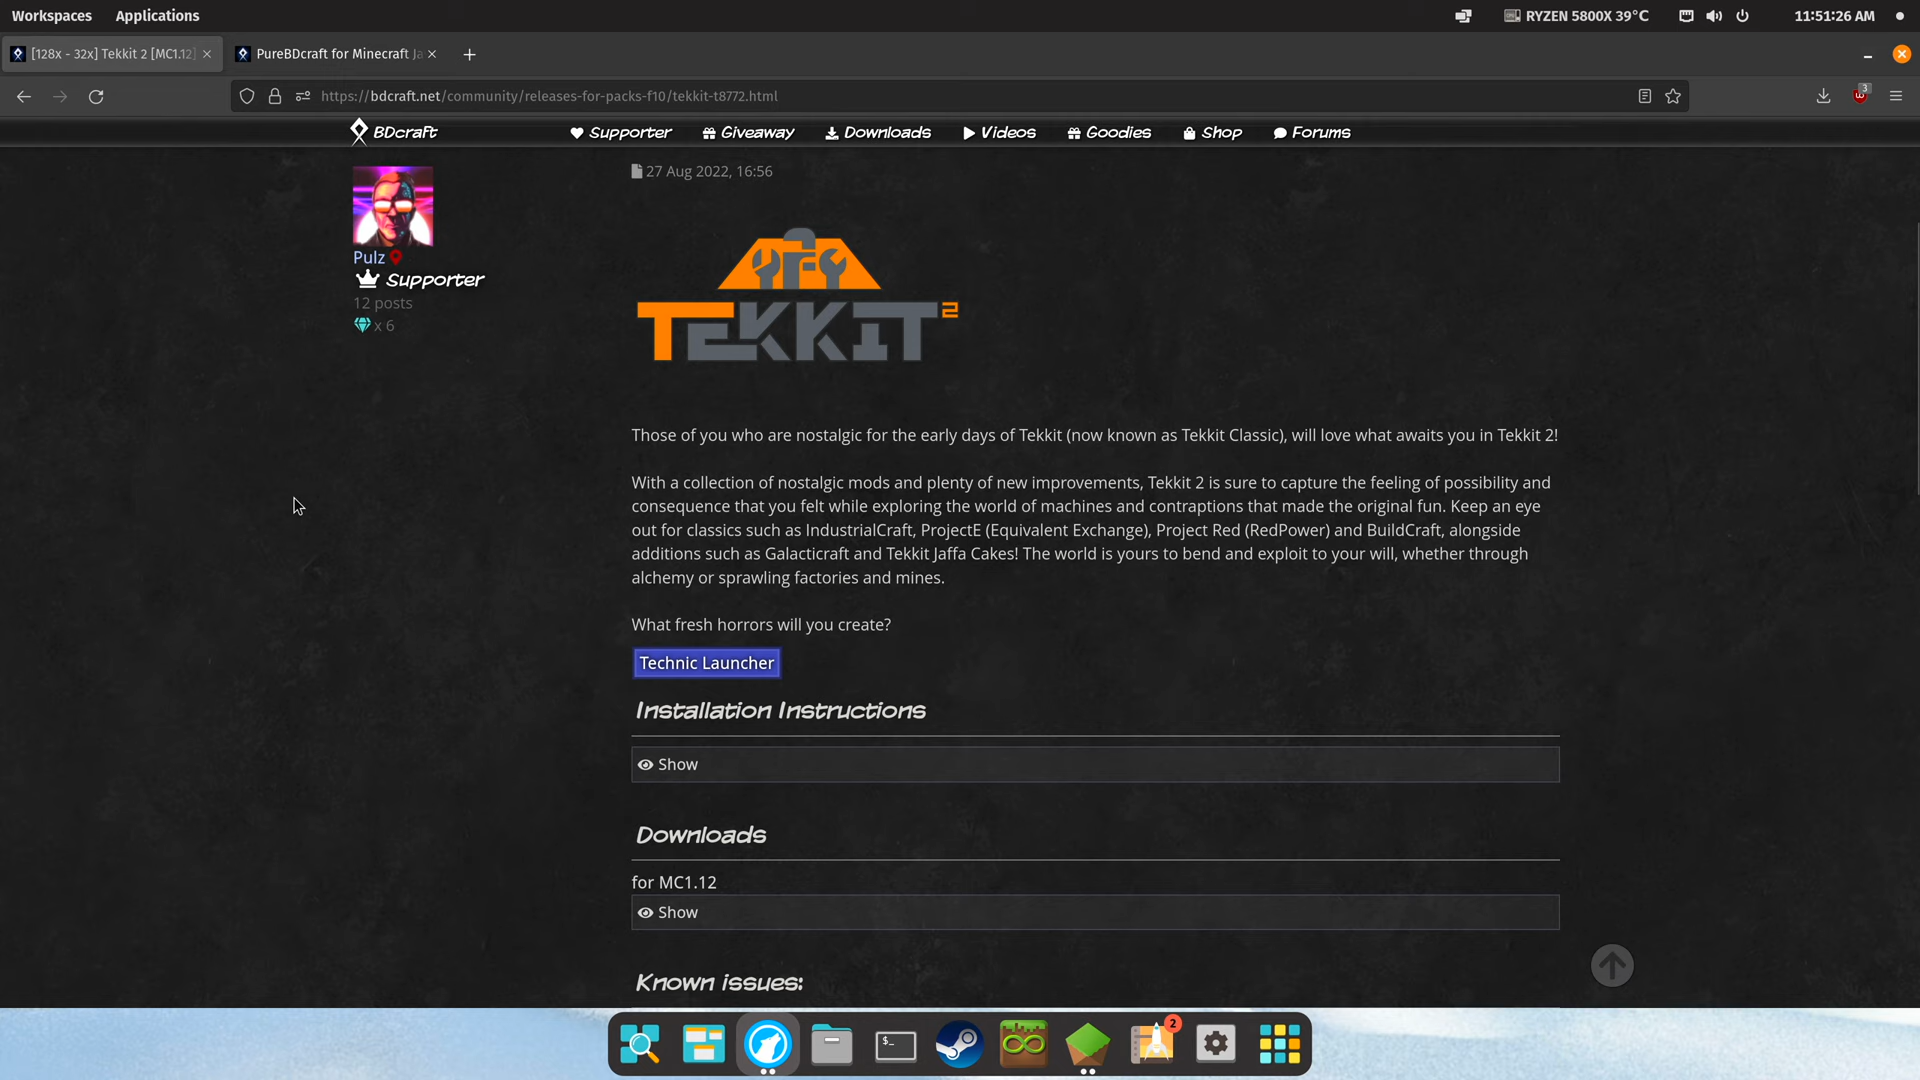 Workspaces Applications RYZEN 5800X 39°C 11:51:26 AM
[128x - 32x] Tekkit 2 [MC1.12] PureBDcraft for Minecraft Ja
https://bdcraft.net/community/releases-for-packs-f10/tekkit-t8772.html 3
BDcraft Supporter Giveaway Downloads Videos Goodies Shop Forums
27 Aug 2022, 16:56
Pulz
Supporter
12 posts
x 6
TEKKIT2
Those of you who are nostalgic for the early days of Tekkit (now known as Tekkit Classic), will love what awaits you in Tekkit 2!
With a collection of nostalgic mods and plenty of new improvements, Tekkit 2 is sure to capture the feeling of possibility and
consequence that you felt while exploring the world of machines and contraptions that made the original fun. Keep an eye
out for classics such as IndustrialCraft, ProjectE (Equivalent Exchange), Project Red (RedPower) and BuildCraft, alongside
additions such as Galacticraft and Tekkit Jaffa Cakes! The world is yours to bend and exploit to your will, whether through
alchemy or sprawling factories and mines.
What fresh horrors will you create?
Technic Launcher
Installation Instructions
Show
Downloads
for MC1.12
Show
Known issues:
$_
2